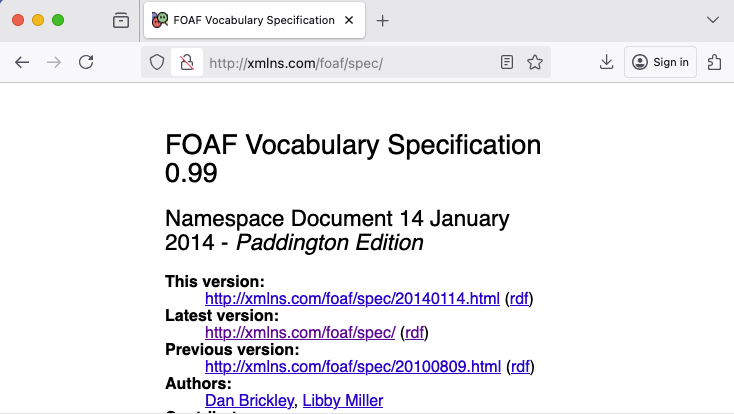 FOAF Vocabulary Specification
http://xmlns.com/foaf/spec/
Sign in
FOAF Vocabulary Specification
0.99
Namespace Document 14 January
2014 - Paddington Edition
This version:
http://xmlns.com/foaf/spec/20140114.html (rdf)
Latest version:
http://xmlns.com/foaf/spec/ (rdf)
Previous version:
http://xmlns.com/foaf/spec/20100809.html (rdf)
Authors:
Dan Brickley, Libby Miller